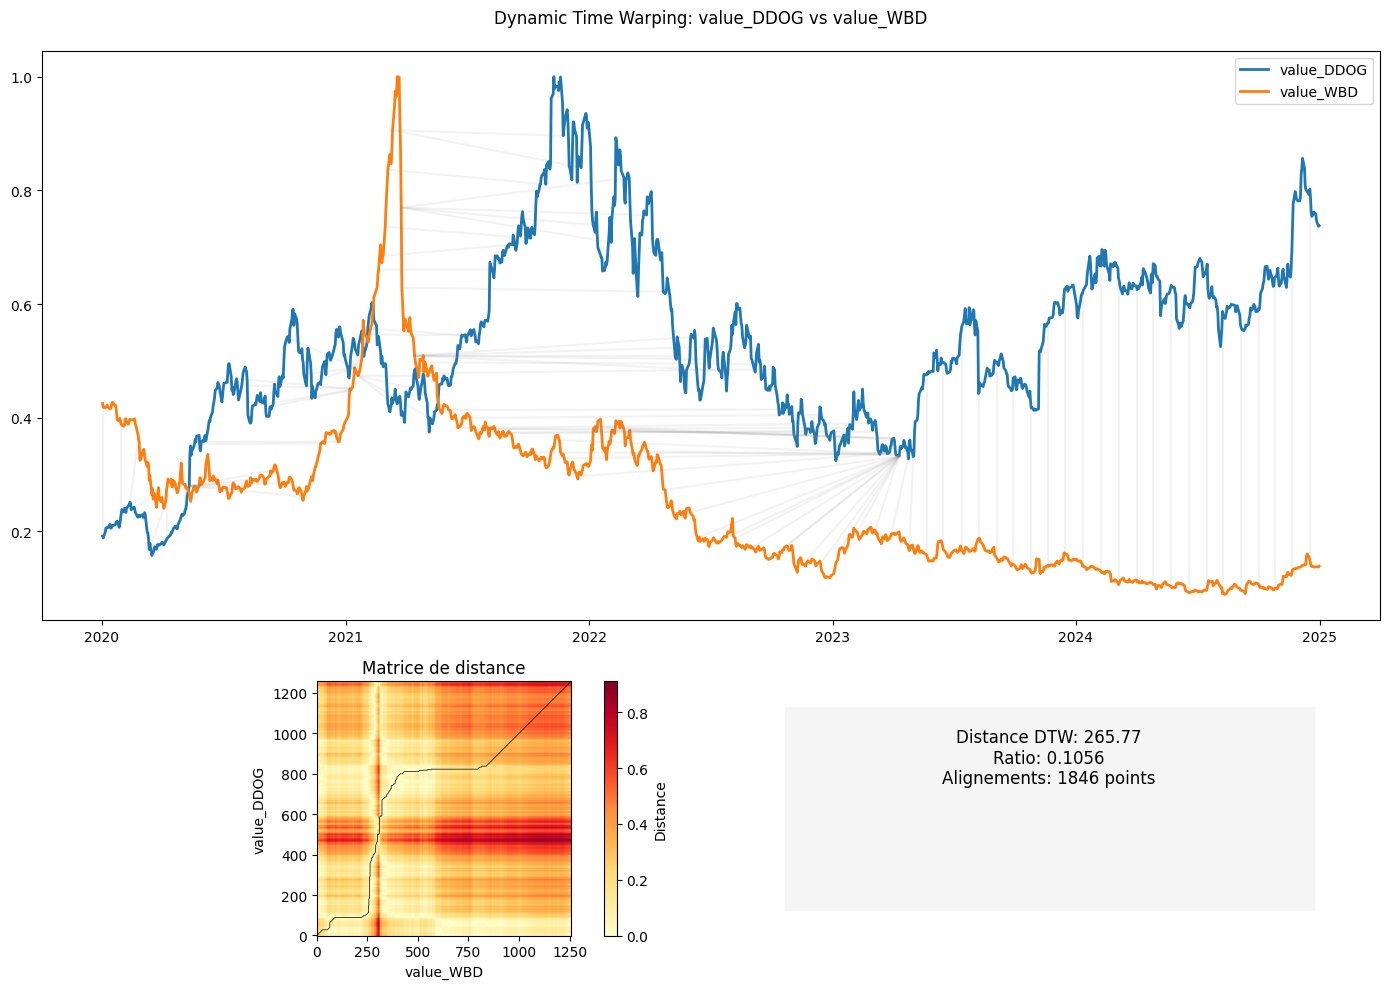 Dynamic Time Warping: value_DDOG vs value_WBD
value_DDOG
value_WBD
1.0
0.8
0.6
0.4
0.2
2020 2021 2022 2023 2024 2025
Matrice de distance
value_DDOG
1200
1000
800
600
400
200
0
0 250 500 750 1000 1250
value_WBD
0.8
0.6
0.4
0.2
0.0
Distance
Distance DTW: 265.77
Ratio: 0.1056
Alignements: 1846 points